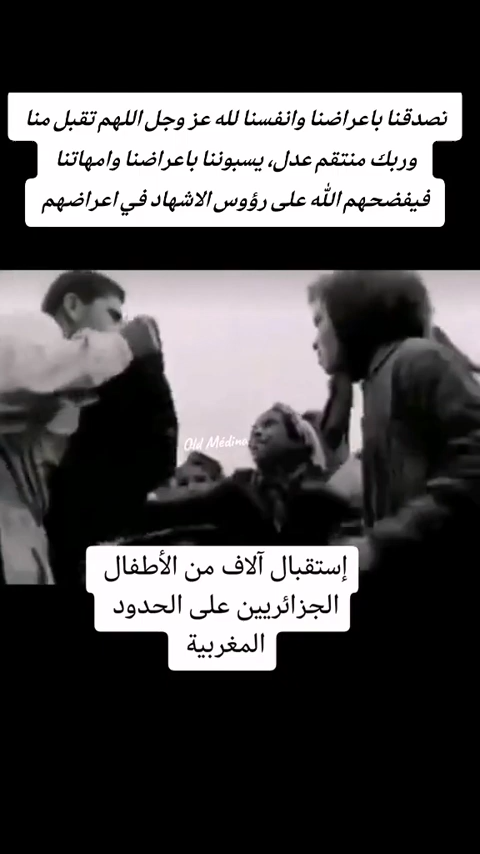 نصدقنا باعراضنا وانفسنا لله عز وجل اللهم تقبل منا
وربك منتقم عدل، يسبوننا باعراضنا وامهاتنا
فيفضحهم الله على رؤوس الاشهاد في اعراضهم
Old Médina
إستقبال آلاف من الأطفال
الجزائريين على الحدود
المغربية